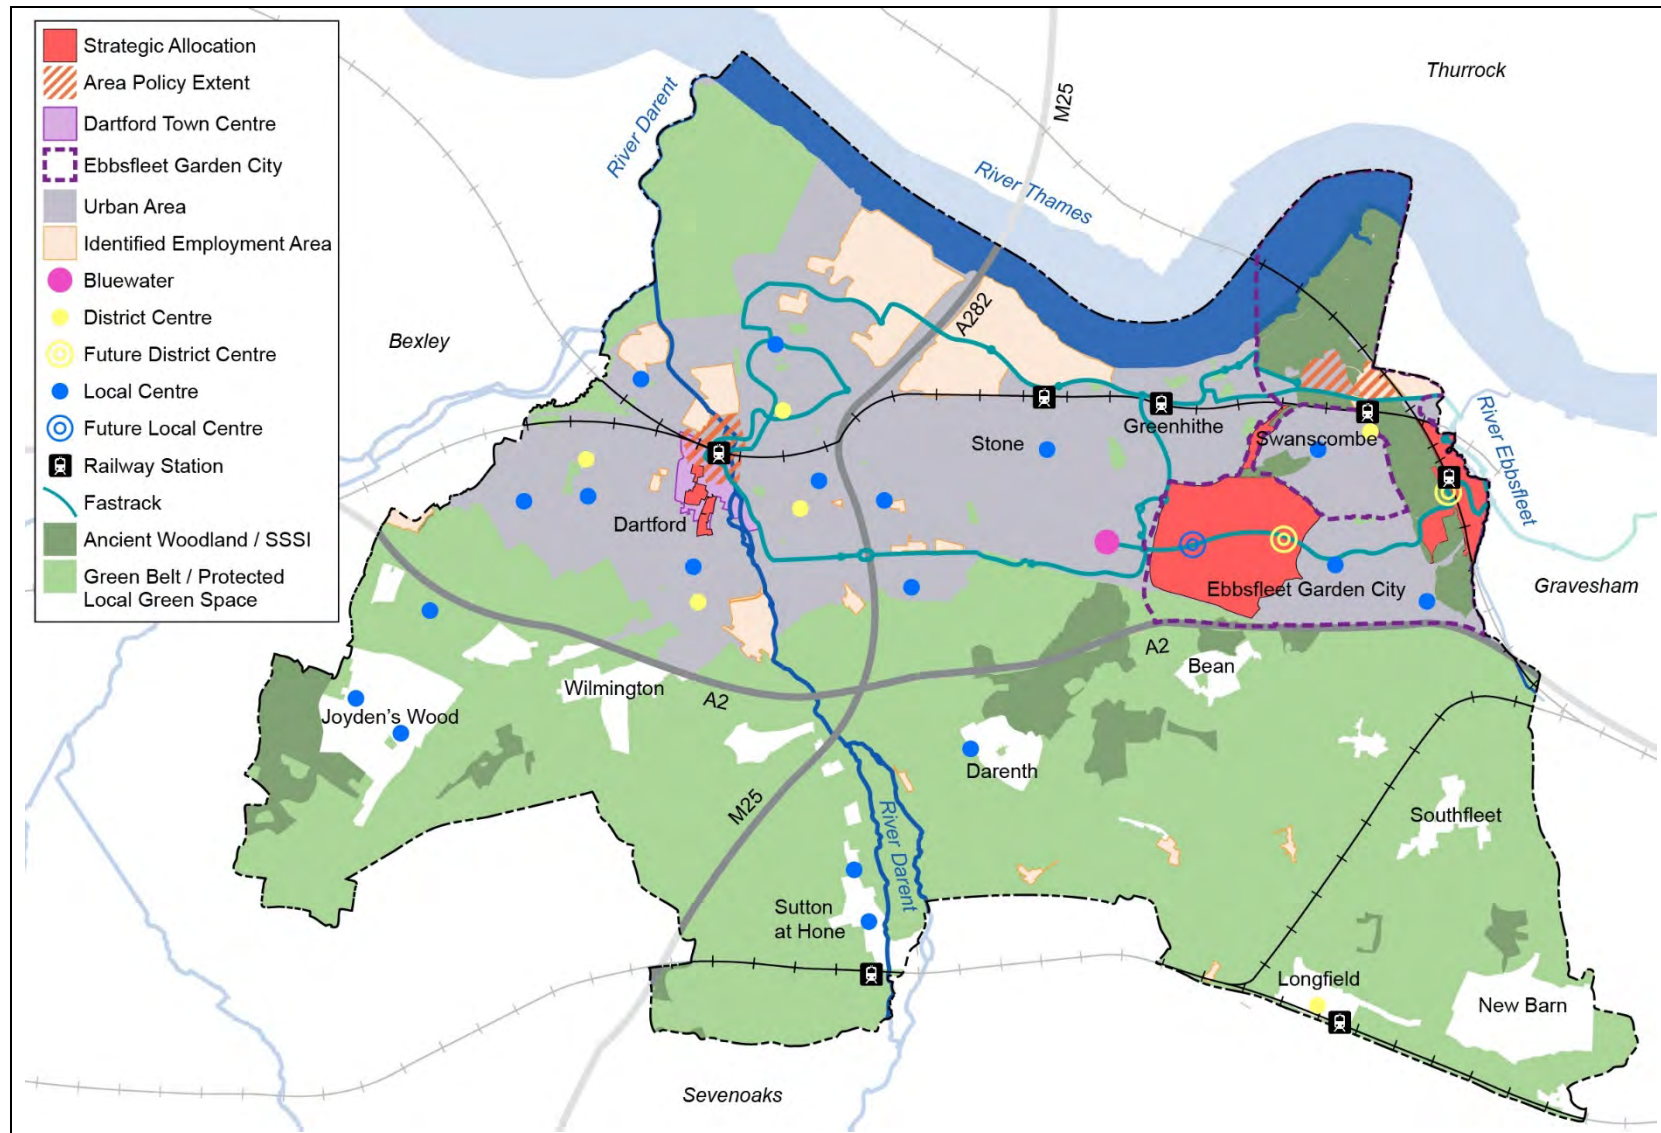 Strategic Allocation
Area Policy Extent
Dartford Town Centre
Ebbsfleet Garden City
Urban Area
Identified Employment Area
Bluewater
District Centre
Future District Centre
Local Centre
Future Local Centre
Railway Station
Fastrack
Ancient Woodland / SSSI
Green Belt / Protected
Local Green Space
Thurrock
M25
River Darent
River Thames
A282
Bexley
Stone
Greenhithe
Swanscombe
River Ebbsfleet
Dartford
Ebbsfleet Garden City
Gravesham
A2
Bean
Wilmington
A2
Joyden's Wood
Darenth
M25
River Darent
Southfleet
Sutton
at Hone
Longfield
New Barn
Sevenoaks